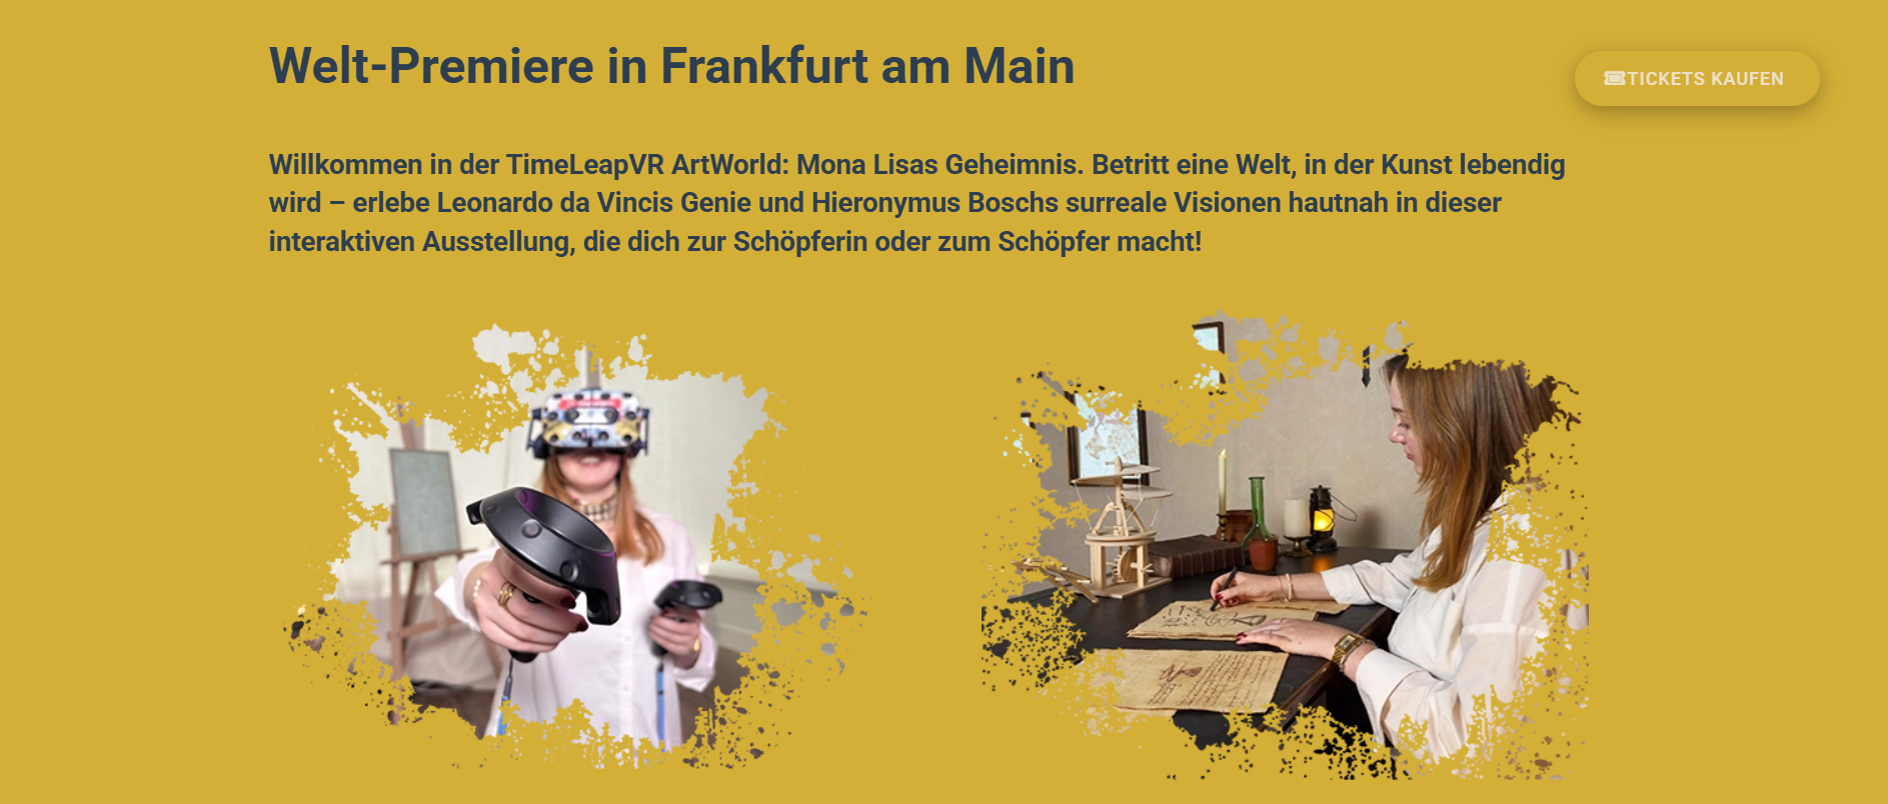 Welt-Premiere in Frankfurt am Main
TICKETS KAUFEN
Willkommen in der TimeLeapVR ArtWorld: Mona Lisas Geheimnis. Betritt eine Welt, in der Kunst lebendig
wird – erlebe Leonardo da Vincis Genie und Hieronymus Boschs surreale Visionen hautnah in dieser
interaktiven Ausstellung, die dich zur Schöpferin oder zum Schöpfer macht!